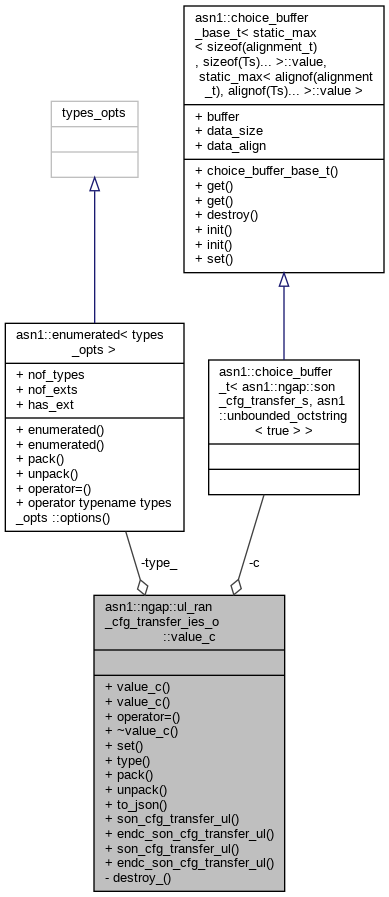 asn1::choice_buffer
_base_t< static_max
< sizeof(alignment_t)
, sizeof(Ts)... >::value,
static_max< alignof(alignment
_t), alignof(Ts)... >::value >
+ buffer
+ data_size
+ data_align
+ choice_buffer_base_t()
+ get()
+ get()
+ destroy()
+ init()
+ init()
+ set()
types_opts
asn1::enumerated< types
_opts >
+ nof_types
+ nof_exts
+ has_ext
+ enumerated()
+ enumerated()
+ pack()
+ unpack()
+ operator=()
+ operator typename types
_opts ::options()
asn1::choice_buffer
_t< asn1::ngap::son
_cfg_transfer_s, asn1
::unbounded_octstring
< true > >
-type_
-c
asn1::ngap::ul_ran
_cfg_transfer_ies_o
::value_c
+ value_c()
+ value_c()
+ operator=()
+ ~value_c()
+ set()
+ type()
+ pack()
+ unpack()
+ to_json()
+ son_cfg_transfer_ul()
+ endc_son_cfg_transfer_ul()
+ son_cfg_transfer_ul()
+ endc_son_cfg_transfer_ul()
- destroy_()